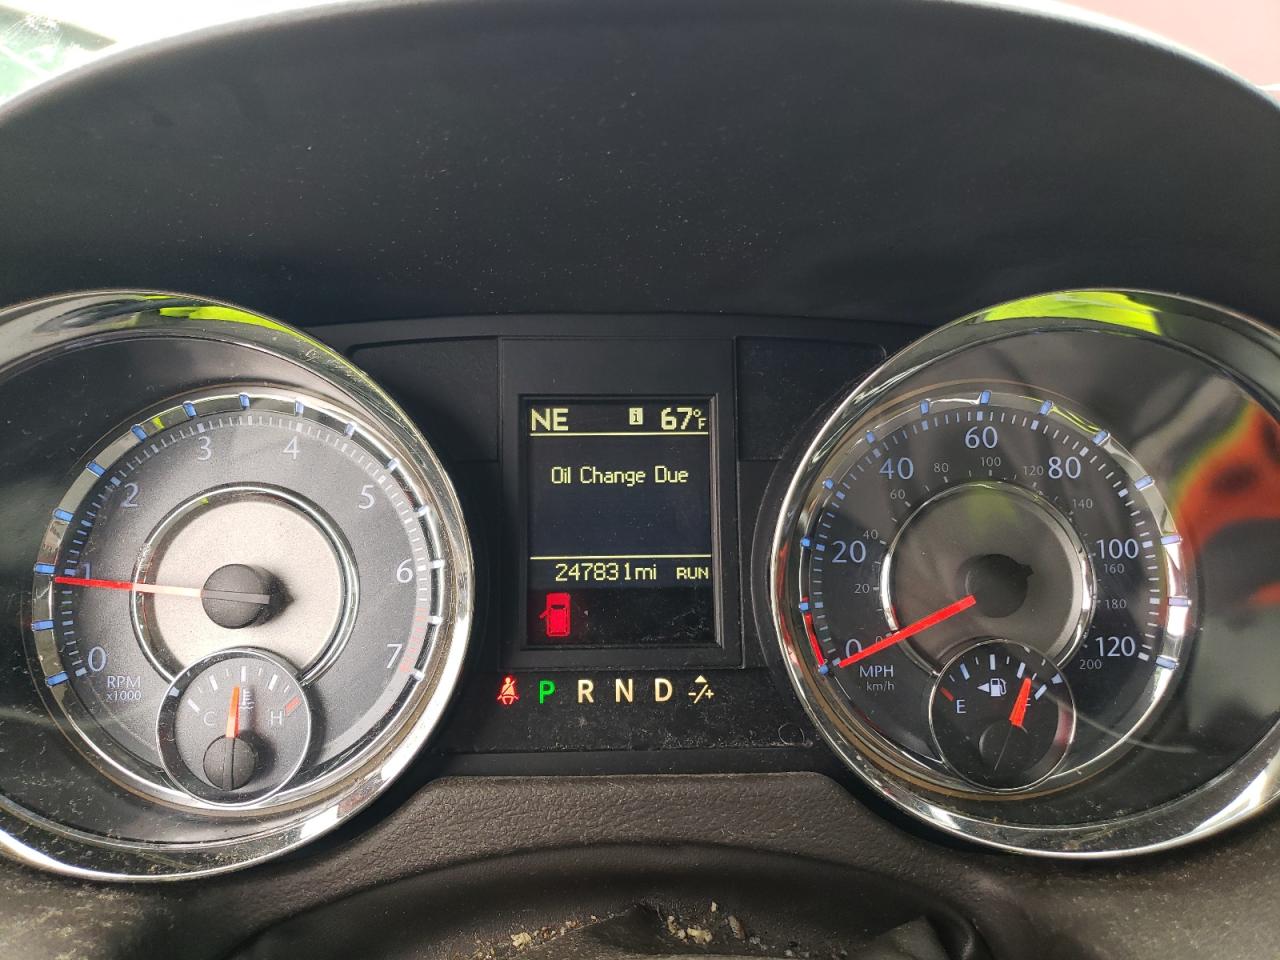 NE i 67°F
Oil Change Due
247831mi RUN
P R N D -/+
0 1 2 3 4 5 6 7
RPM
x1000
C H
0 20 40 60 80 100 120
20 40 60 80 100 120 140 160 180 200
MPH
km/h
E F